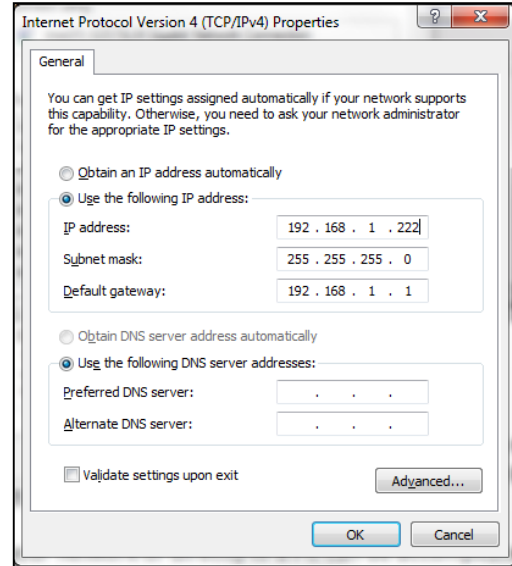 Internet Protocol Version 4 (TCP/IPv4) Properties
General
You can get IP settings assigned automatically if your network supports
this capability. Otherwise, you need to ask your network administrator
for the appropriate IP settings.
Obtain an IP address automatically
Use the following IP address:
IP address: 192 . 168 . 1 . 222
Subnet mask: 255 . 255 . 255 . 0
Default gateway: 192 . 168 . 1 . 1
Obtain DNS server address automatically
Use the following DNS server addresses:
Preferred DNS server: . . .
Alternate DNS server: . . .
Validate settings upon exit
Advanced...
OK Cancel